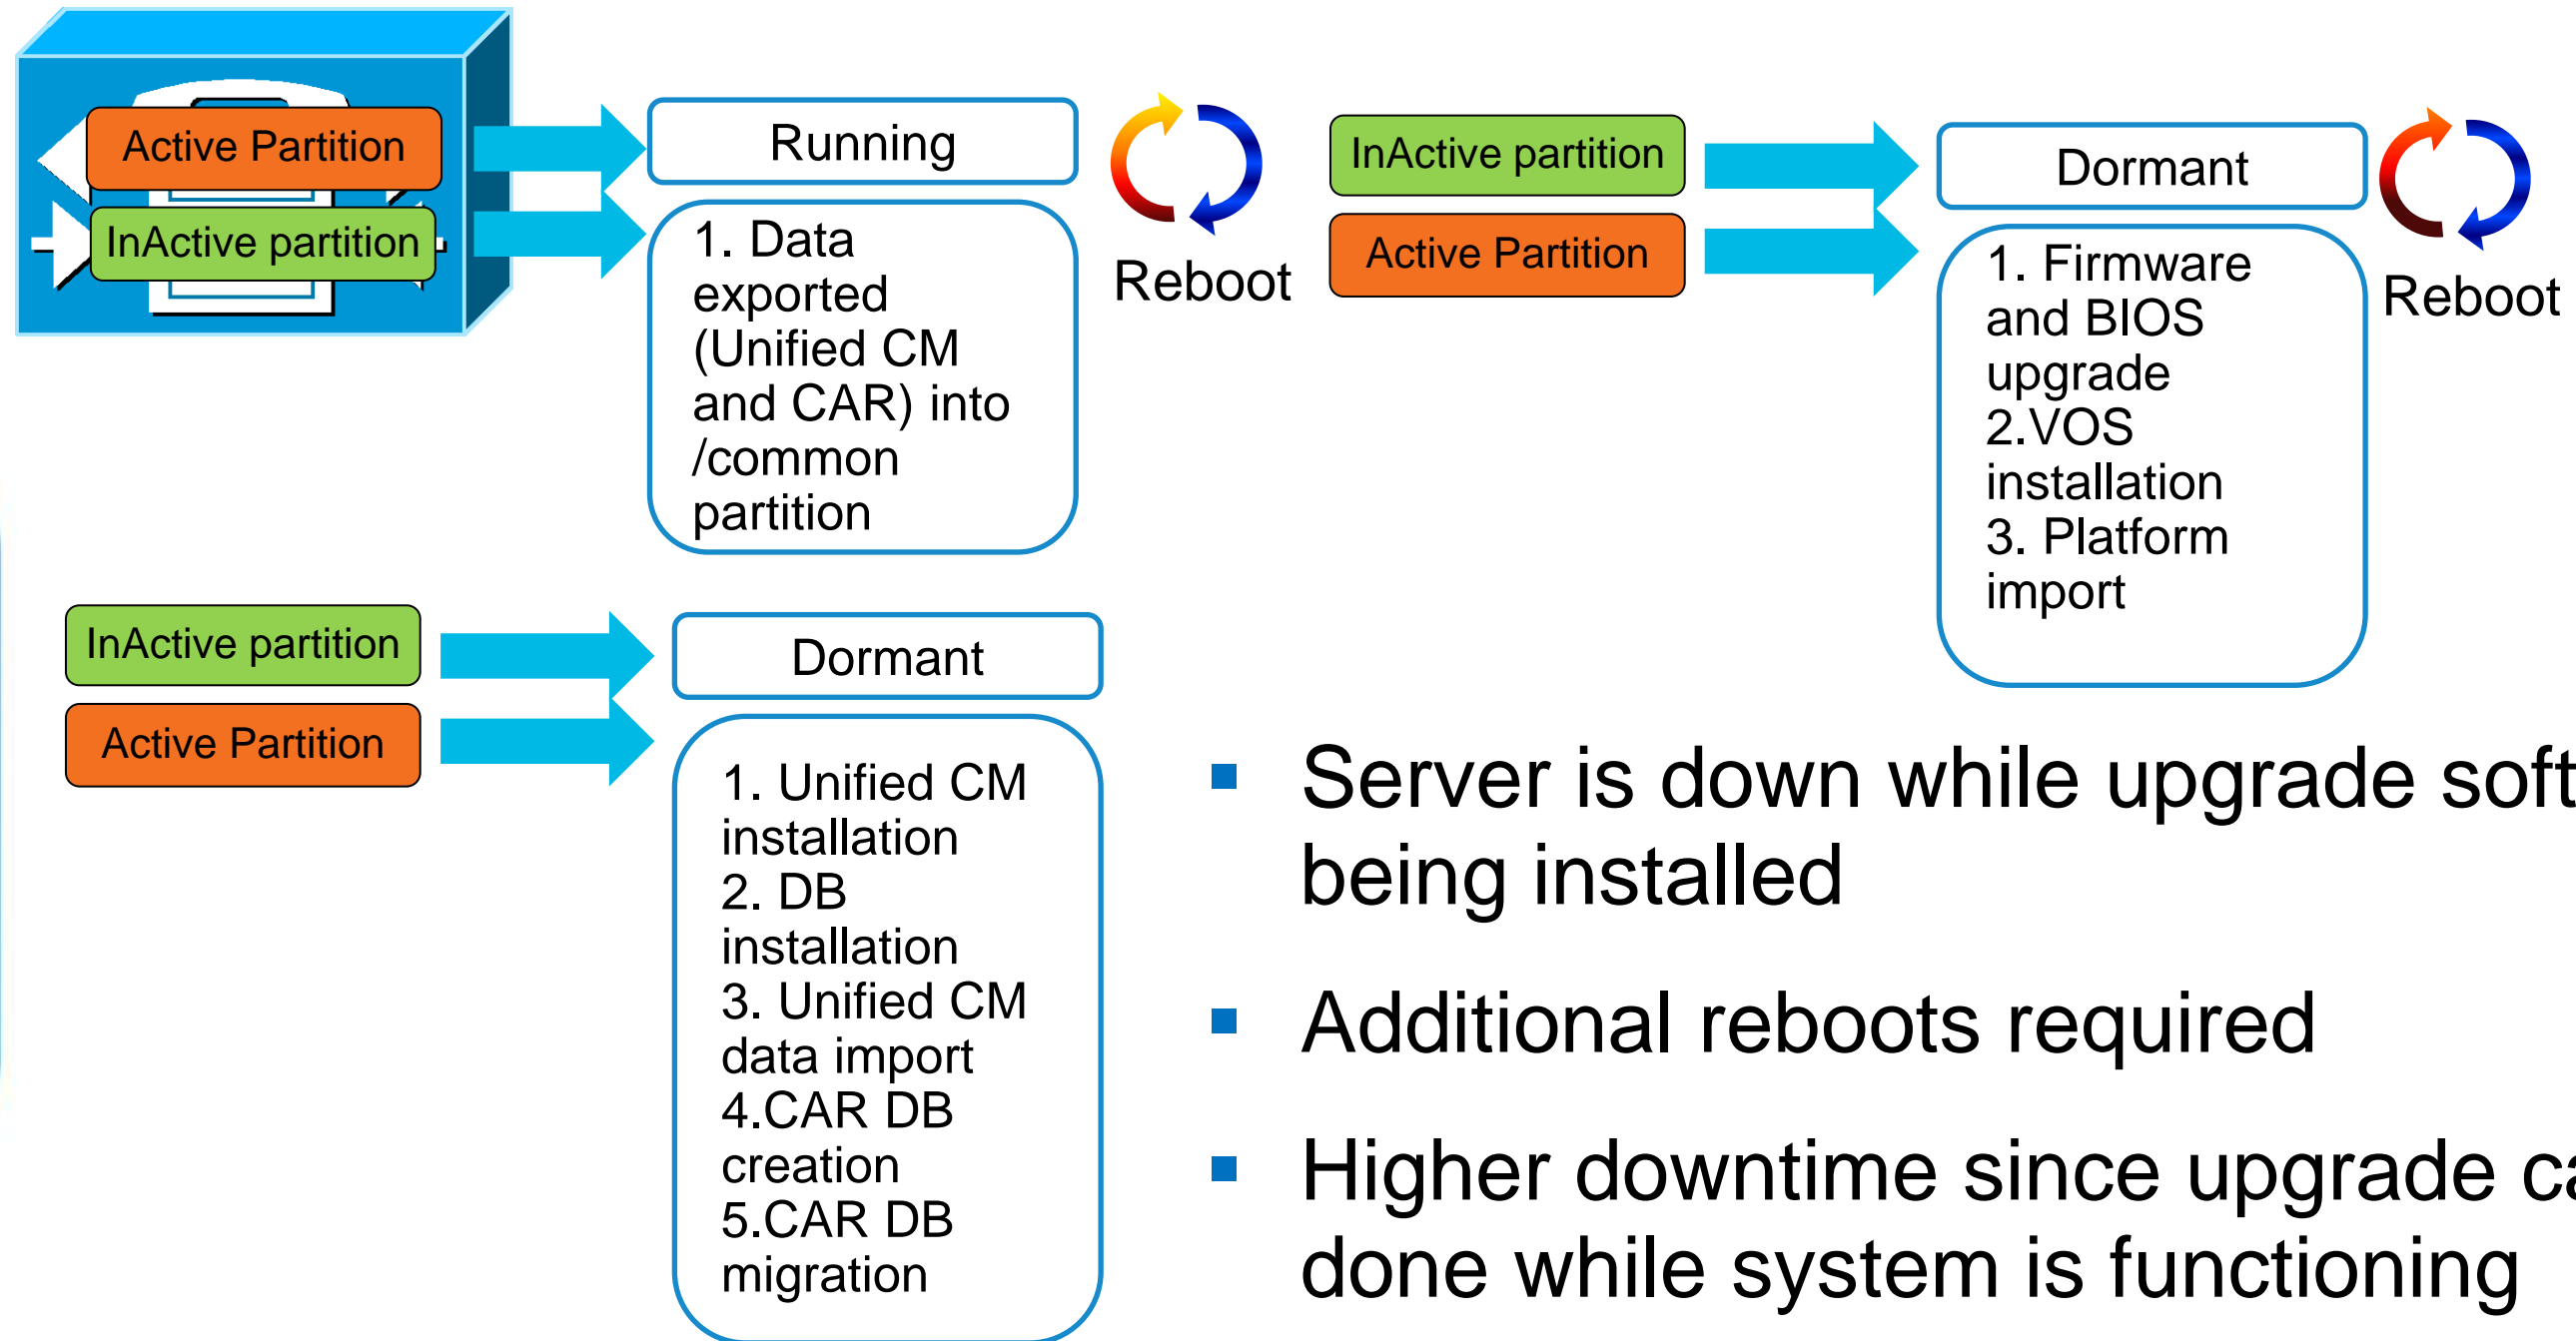 Active Partition
InActive partition
Running
1. Data
exported
(Unified CM
and CAR) into
/common
partition
Reboot
InActive partition
Active Partition
Dormant
1. Firmware
and BIOS
upgrade
2.VOS
installation
3. Platform
import
Reboot
InActive partition
Active Partition
Dormant
1. Unified CM
installation
2. DB
installation
3. Unified CM
data import
4.CAR DB
creation
5.CAR DB
migration
Server is down while upgrade soft
being installed
Additional reboots required
Higher downtime since upgrade ca
done while system is functioning